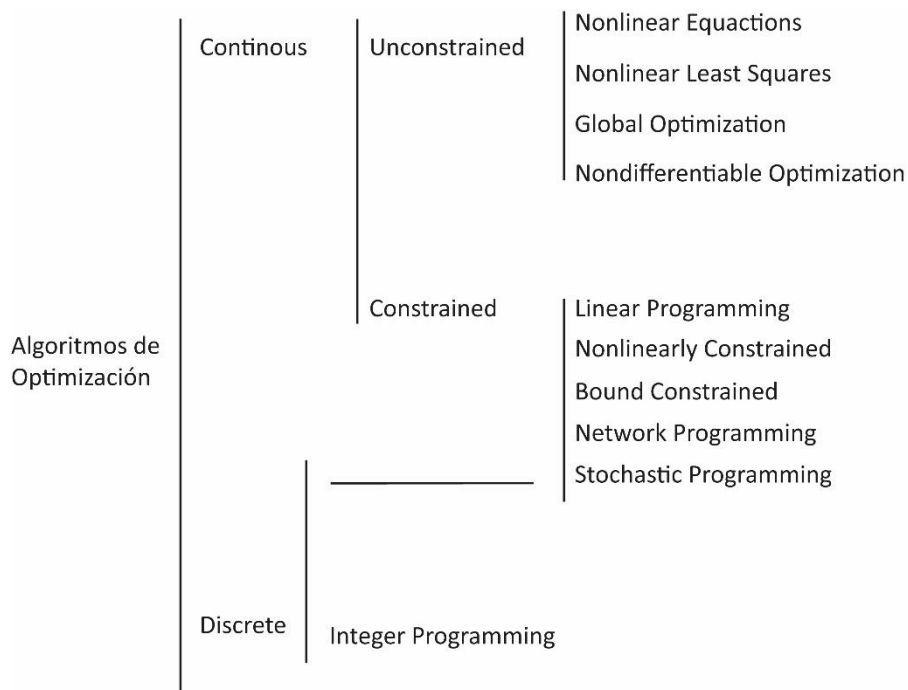 Algoritmos de
Optimización
Continous
Unconstrained
Nonlinear Equactions
Nonlinear Least Squares
Global Optimization
Nondifferentiable Optimization
Constrained
Linear Programming
Nonlinearly Constrained
Bound Constrained
Network Programming
Stochastic Programming
Discrete
Integer Programming